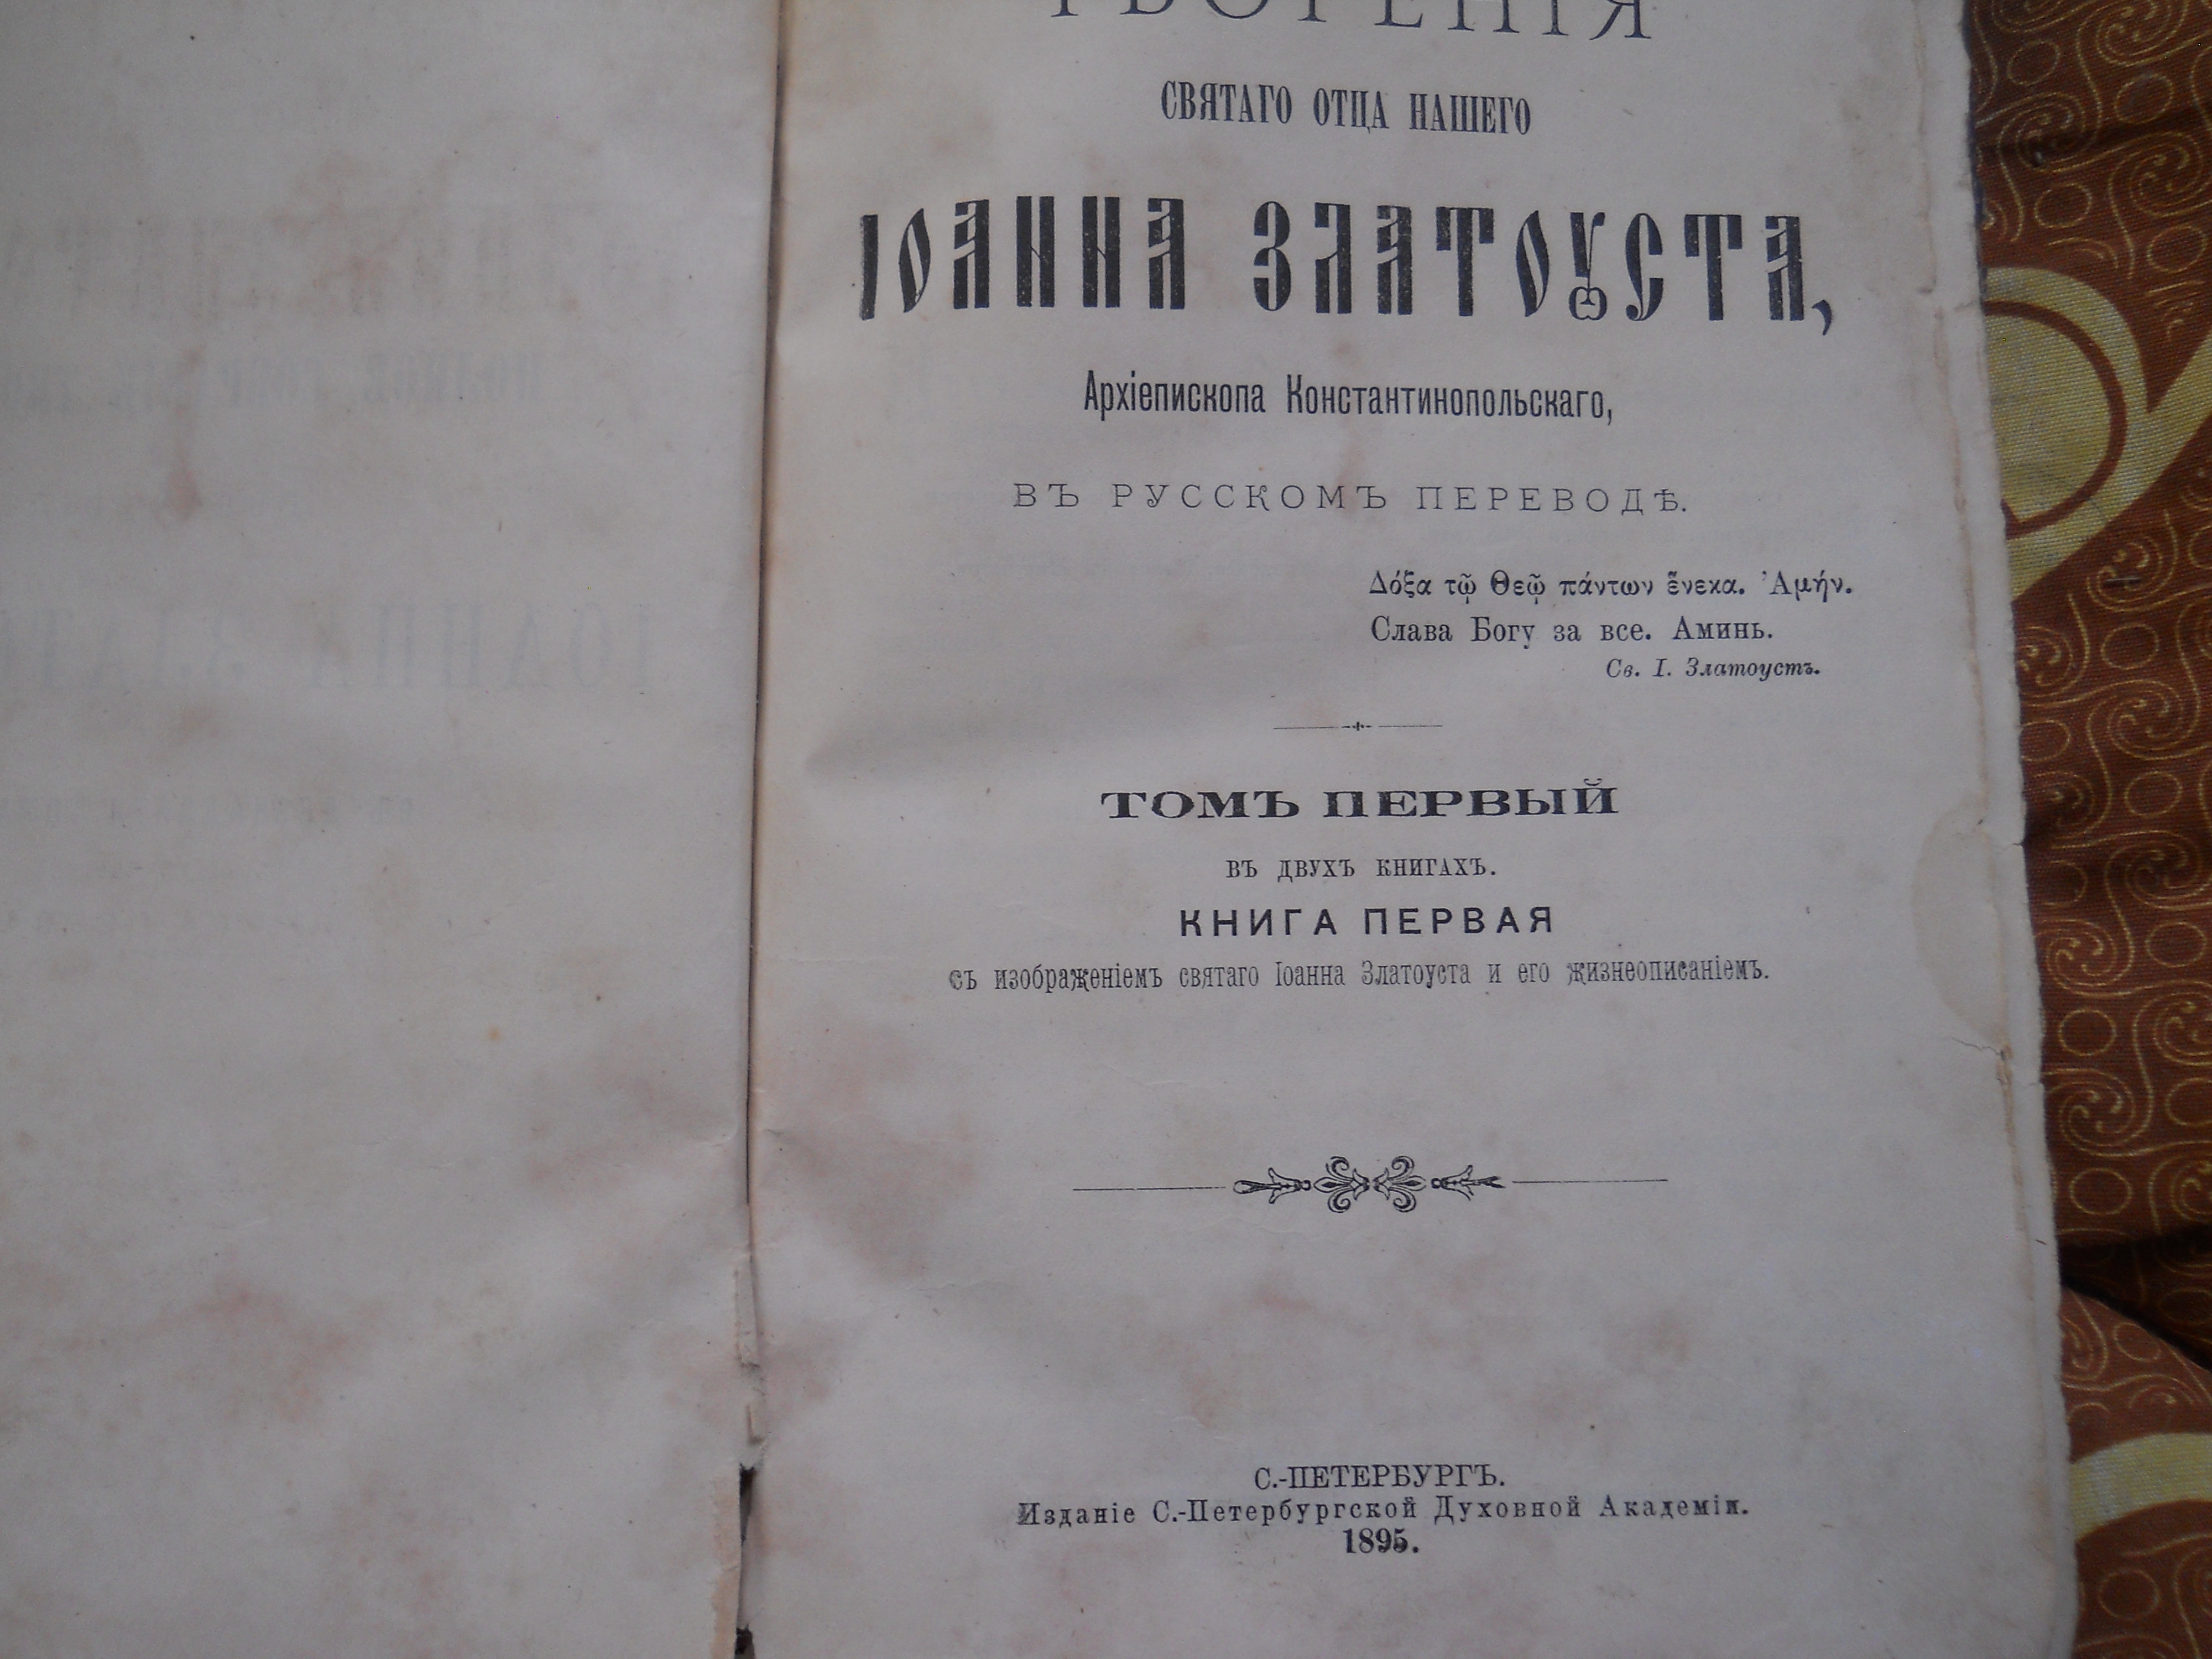 ТВОРЕНІЯ
СВЯТАГО ОТЦА НАШЕГО
ІОАННА ЗЛАТОУСТА,
Архіепископа Константинопольскаго,
ВЪ РУССКОМЪ ПЕРЕВОДѢ.
Δόξα τῷ Θεῷ πάντων ἕνεκα. Ἀμήν.
Слава Богу за все. Аминь.
Св. І. Златоустъ.
ТОМЪ ПЕРВЫЙ
ВЪ ДВУХЪ КНИГАХЪ.
КНИГА ПЕРВАЯ
съ изображеніемъ святаго Іоанна Златоуста и его жизнеописаніемъ.
С.-ПЕТЕРБУРГЪ.
Изданіе С.-Петербургской Духовной Академіи.
1895.